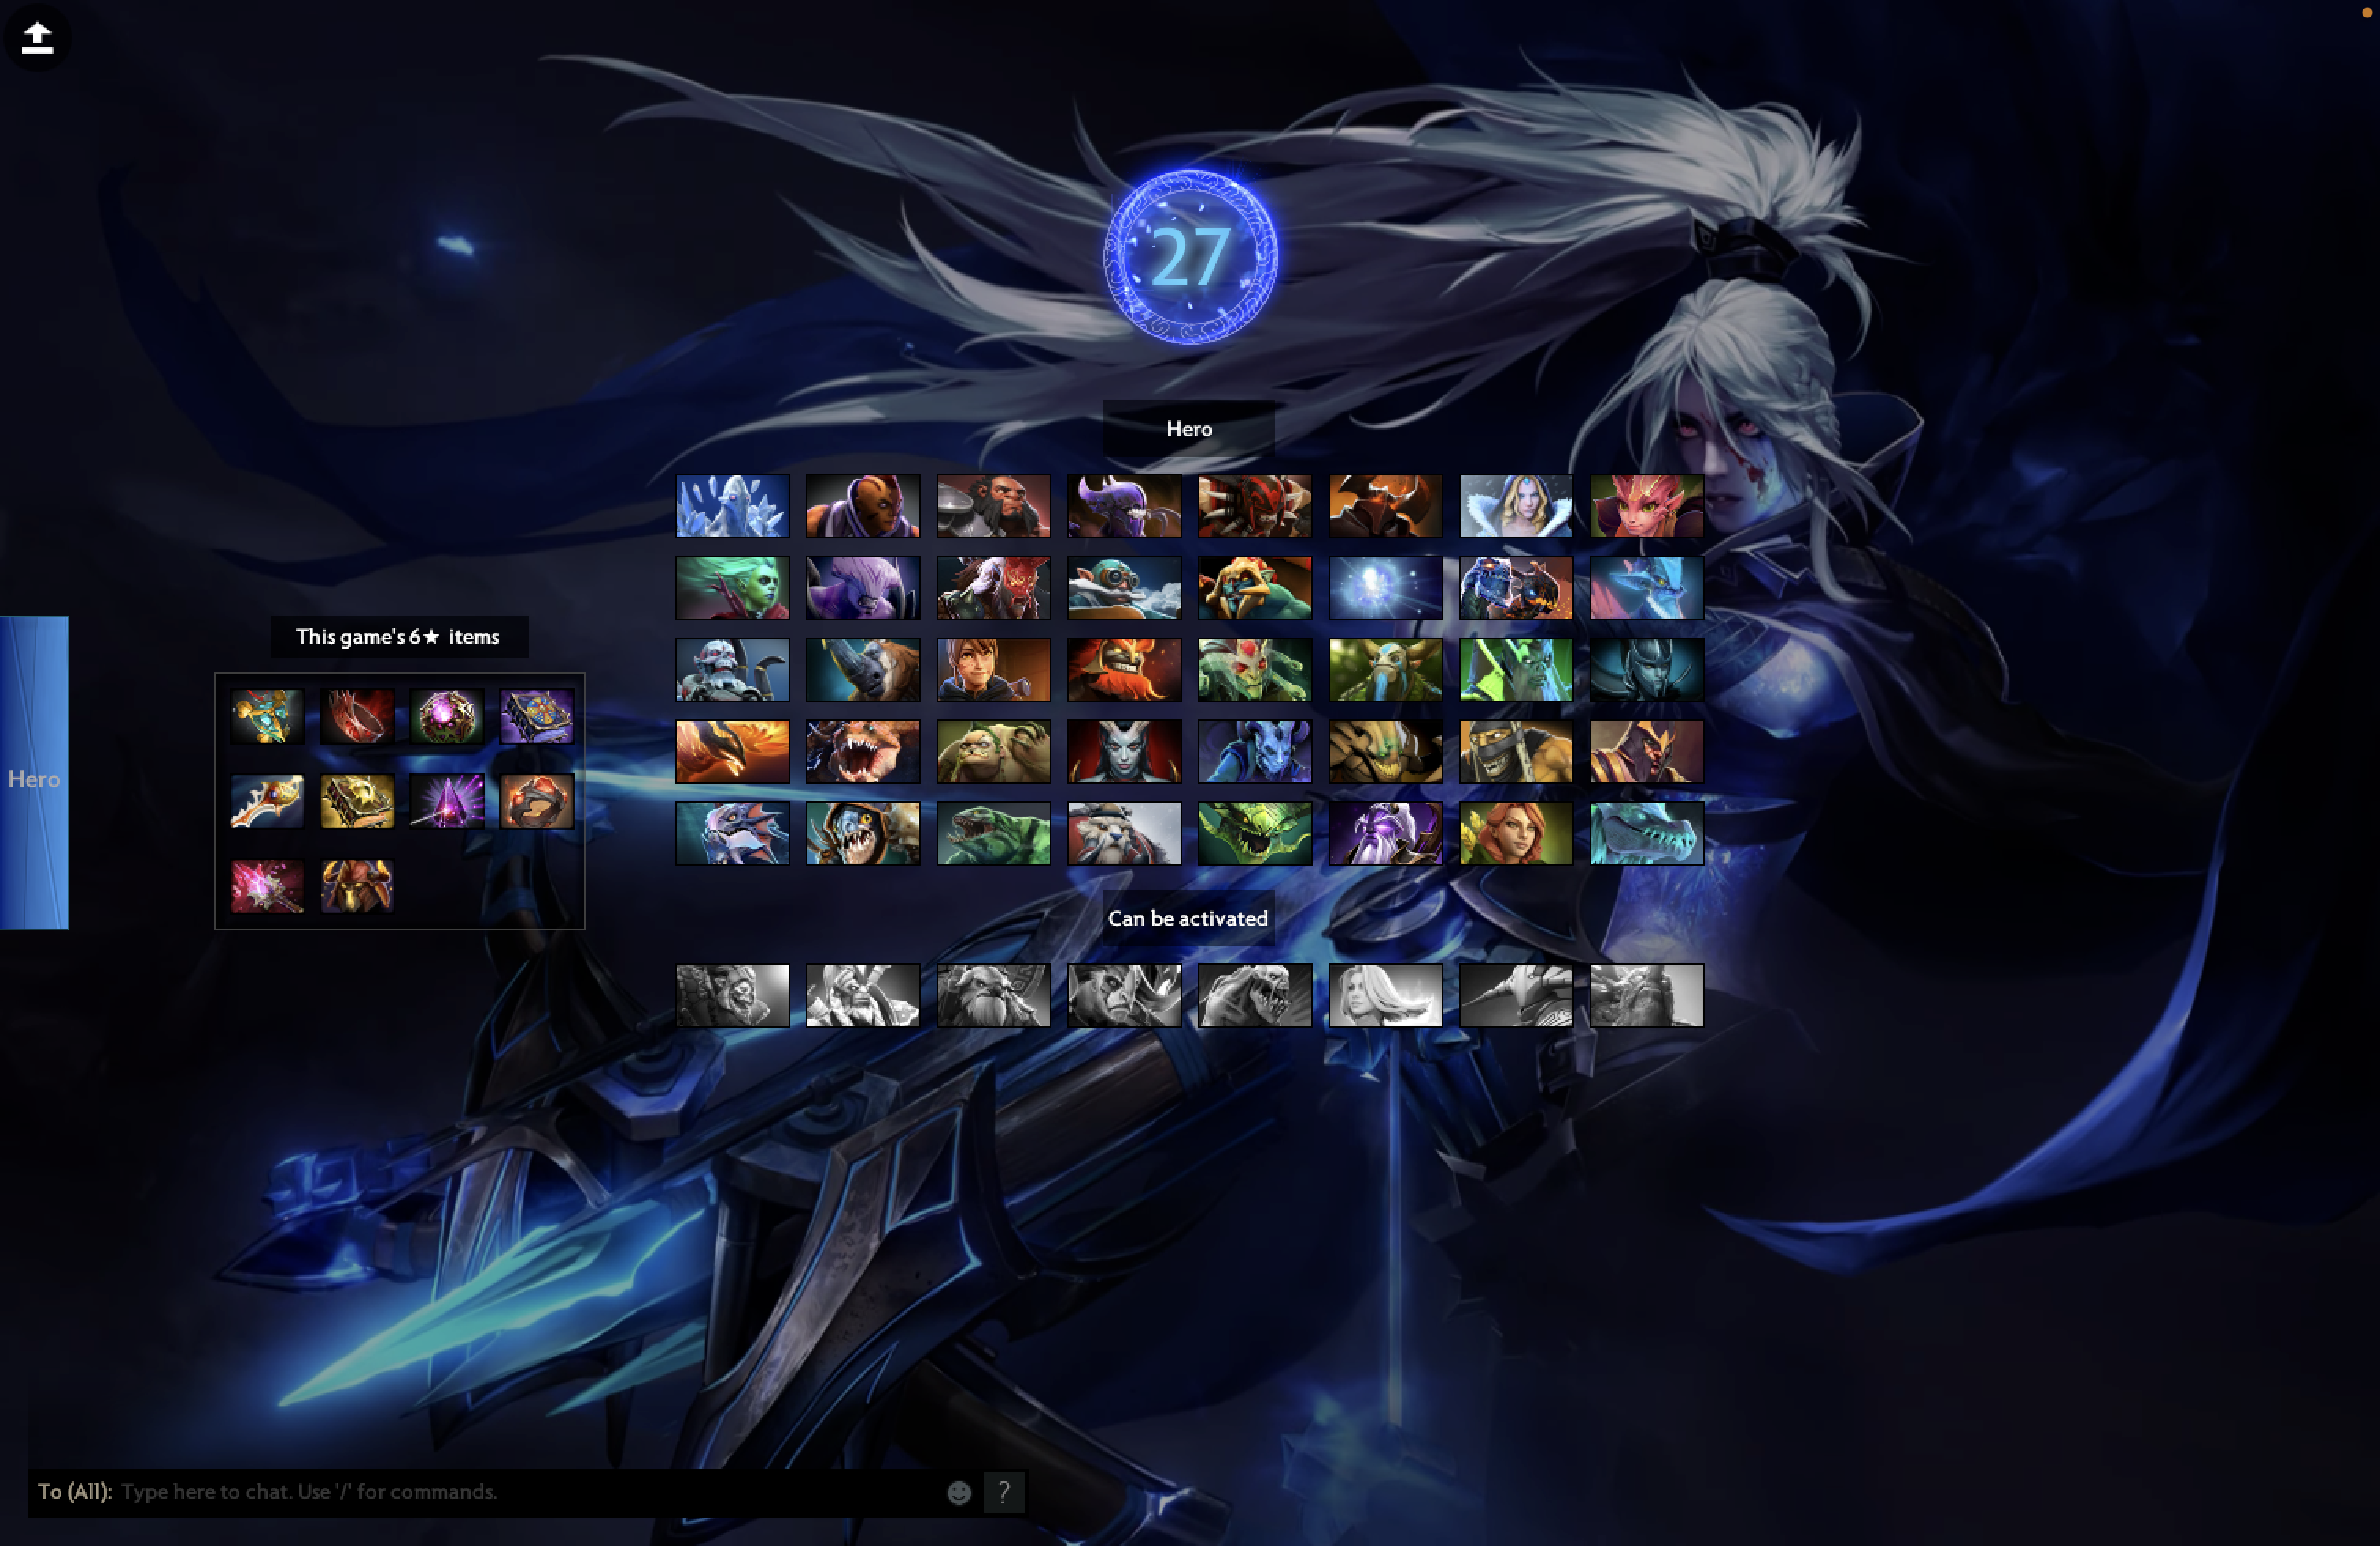 27
Hero
This game's 6★ items
Hero
Can be activated
To (All): Type here to chat. Use '/' for commands.
?